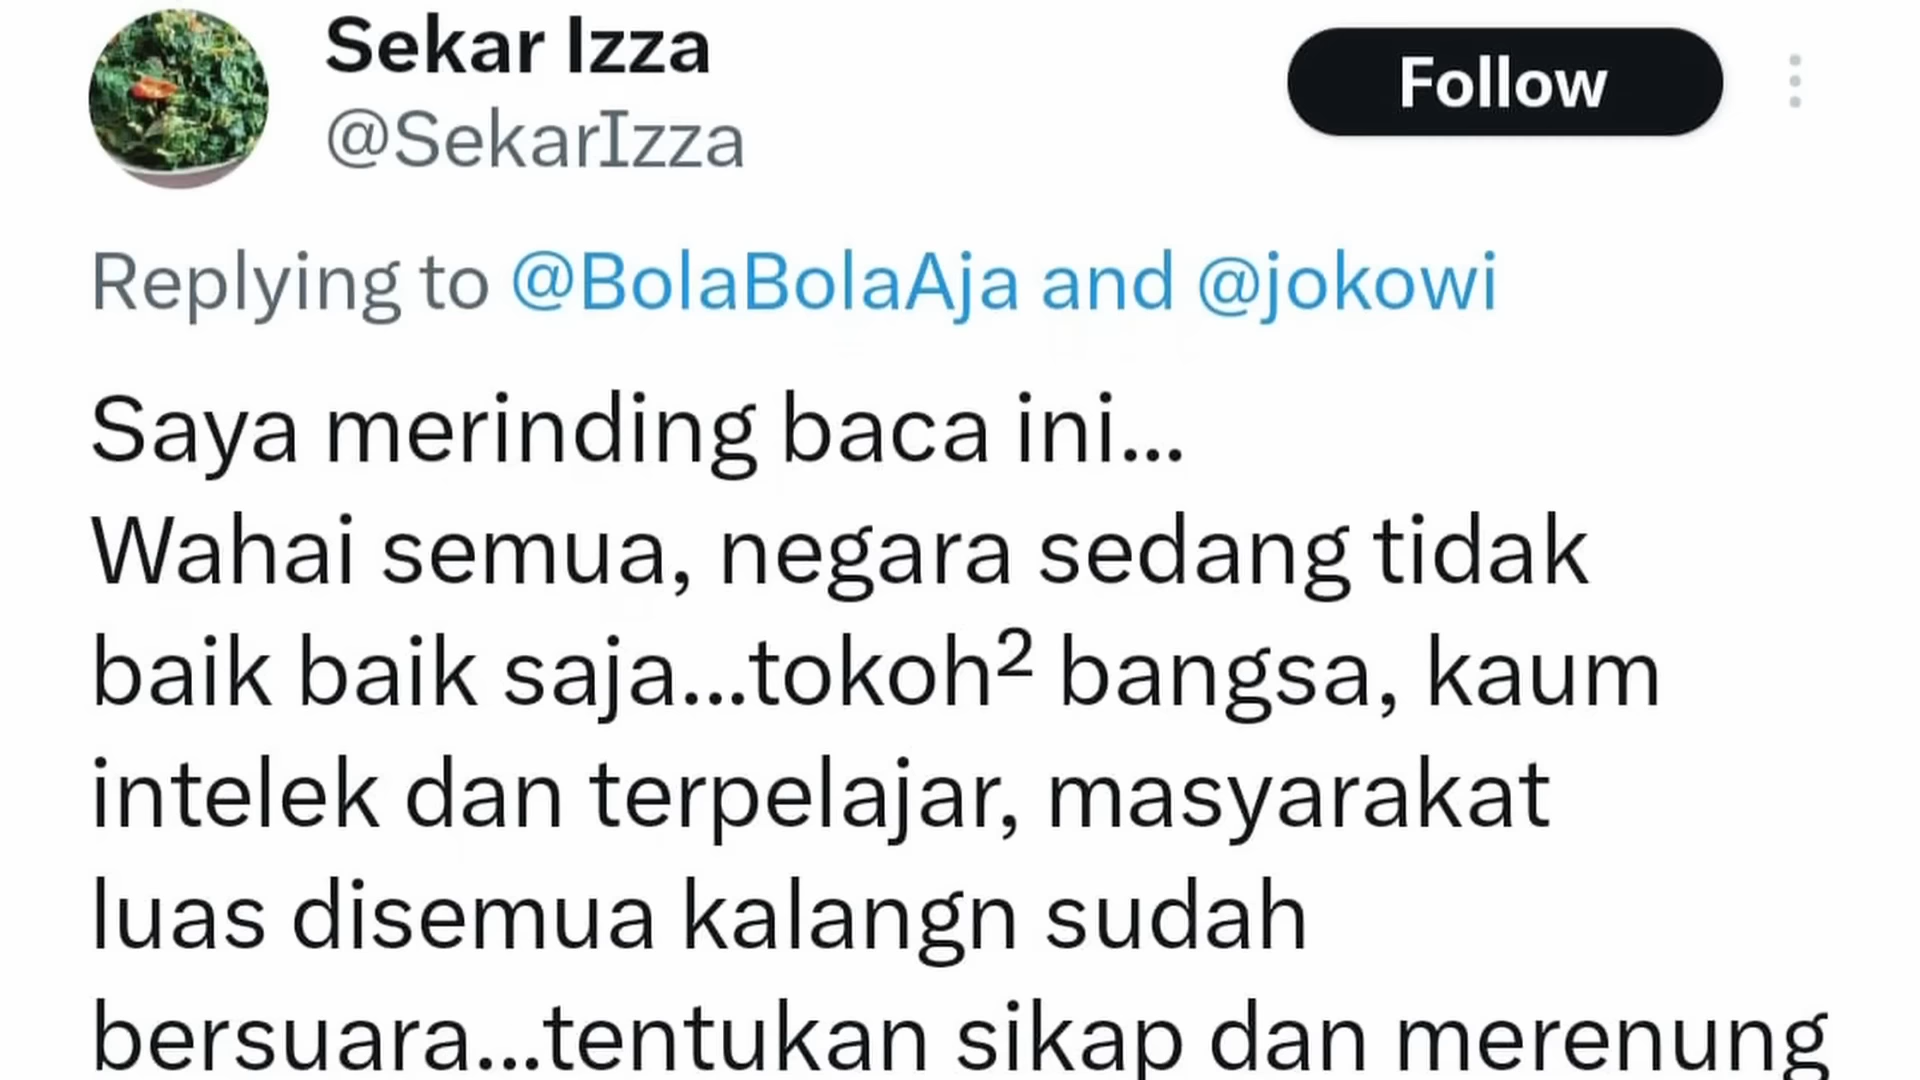 Sekar Izza
Follow
@SekarIzza
Replying to @BolaBolaAja and @jokowi
Saya merinding baca ini...
Wahai semua, negara sedang tidak
baik baik saja...tokoh² bangsa, kaum
intelek dan terpelajar, masyarakat
luas disemua kalangn sudah
bersuara...tentukan sikap dan merenung